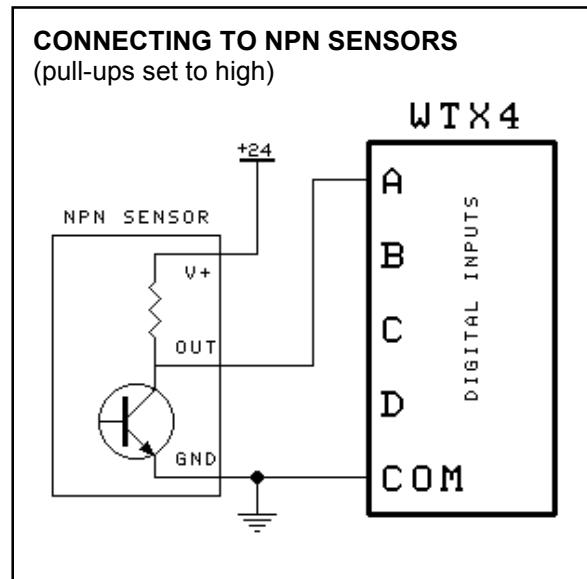 CONNECTING TO NPN SENSORS
(pull-ups set to high)
WTX4
+24
NPN SENSOR
V+
OUT
GND
A
B
C
D
COM
DIGITAL INPUTS